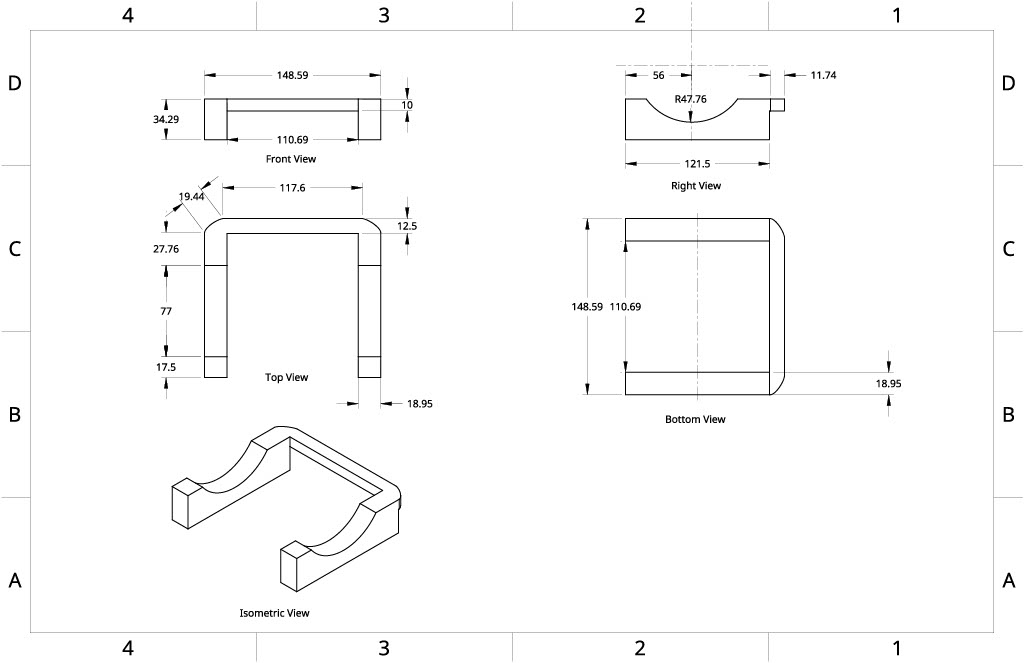 4 3 2 1
D D
148.59
56 11.74
R47.76
10
34.29
110.69
Front View
121.5
Right View
19.44
117.6
12.5
27.76
C C
77
148.59 110.69
17.5
Top View
18.95
18.95
Bottom View
B B
Isometric View
A A
4 3 2 1